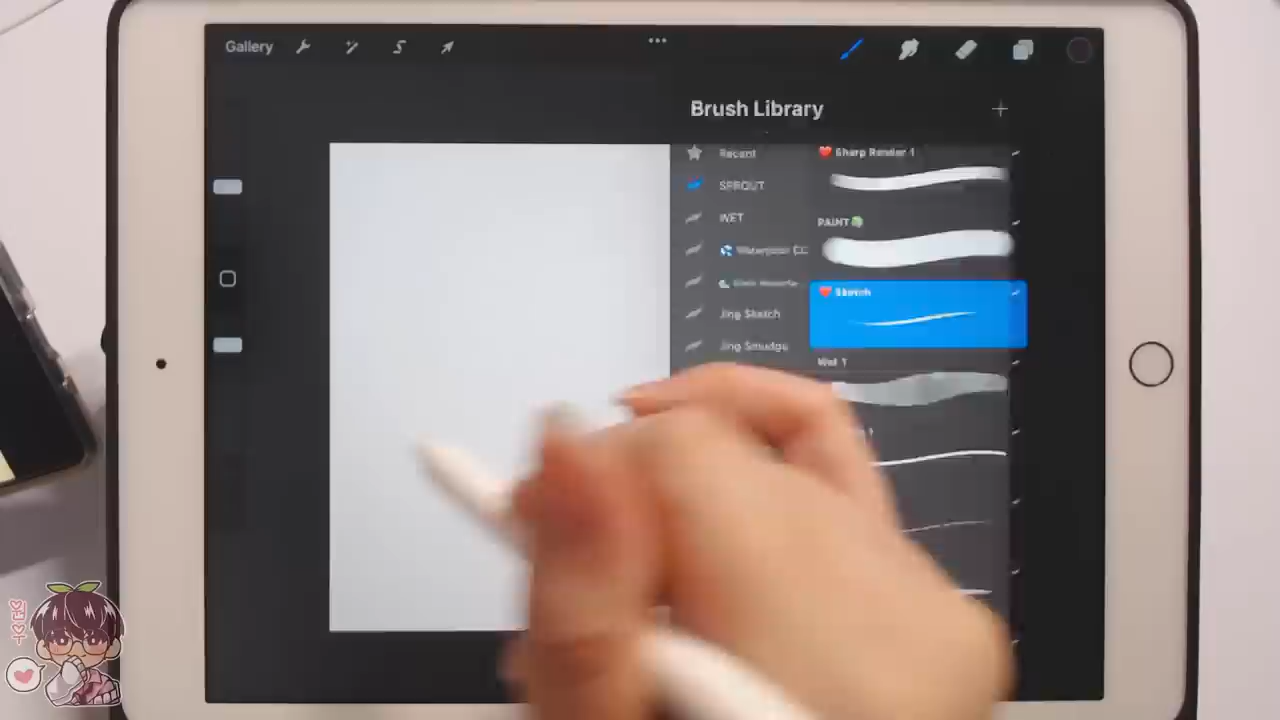 Gallery
Brush Library
Recent
SPROUT
WET
Jing Sketch
Jing Smudge
Sharp Render 1
PAINT
Sketch
Wet 1